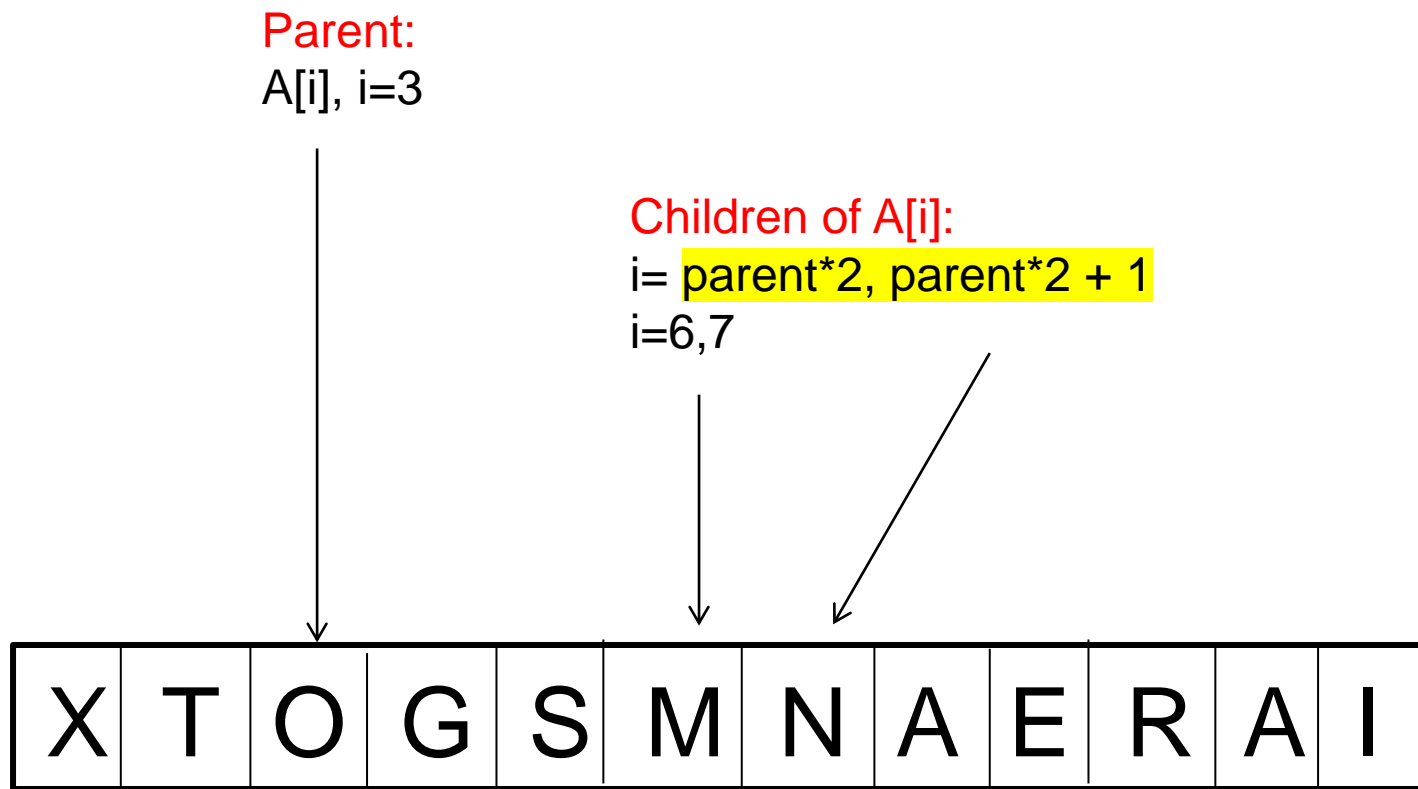 Parent:
A[i], i=3
Children of A[i]:
i= parent*2, parent*2 + 1
i=6,7
X T O G S M N A E R A I